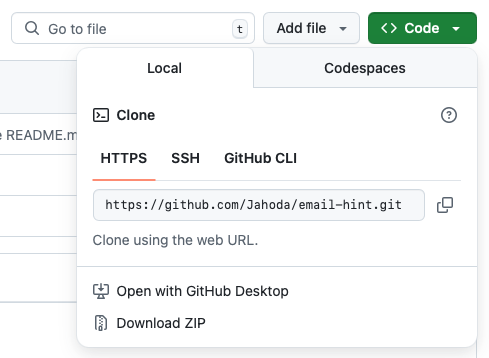 Go to file t Add file Code
Local Codespaces
Clone
e README.m
HTTPS SSH GitHub CLI
https://github.com/Jahoda/email-hint.git
Clone using the web URL.
Open with GitHub Desktop
Download ZIP